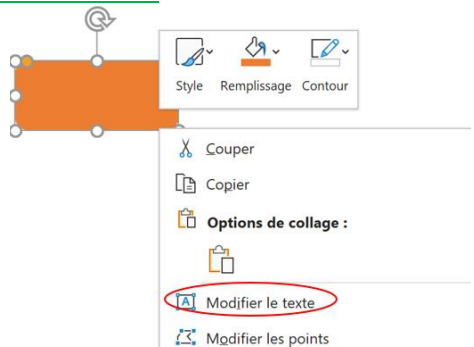 Style Remplissage Contour
Couper
Copier
Options de collage :
A
Modifier le texte
Modifier les points